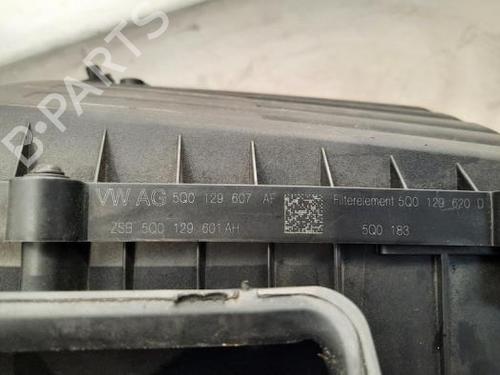 B-PARTS
VW AG 5Q0 129 607 AF Filterelement 5Q0 129 620 D
ZSB 5Q0 129 601 AH 5Q0 183